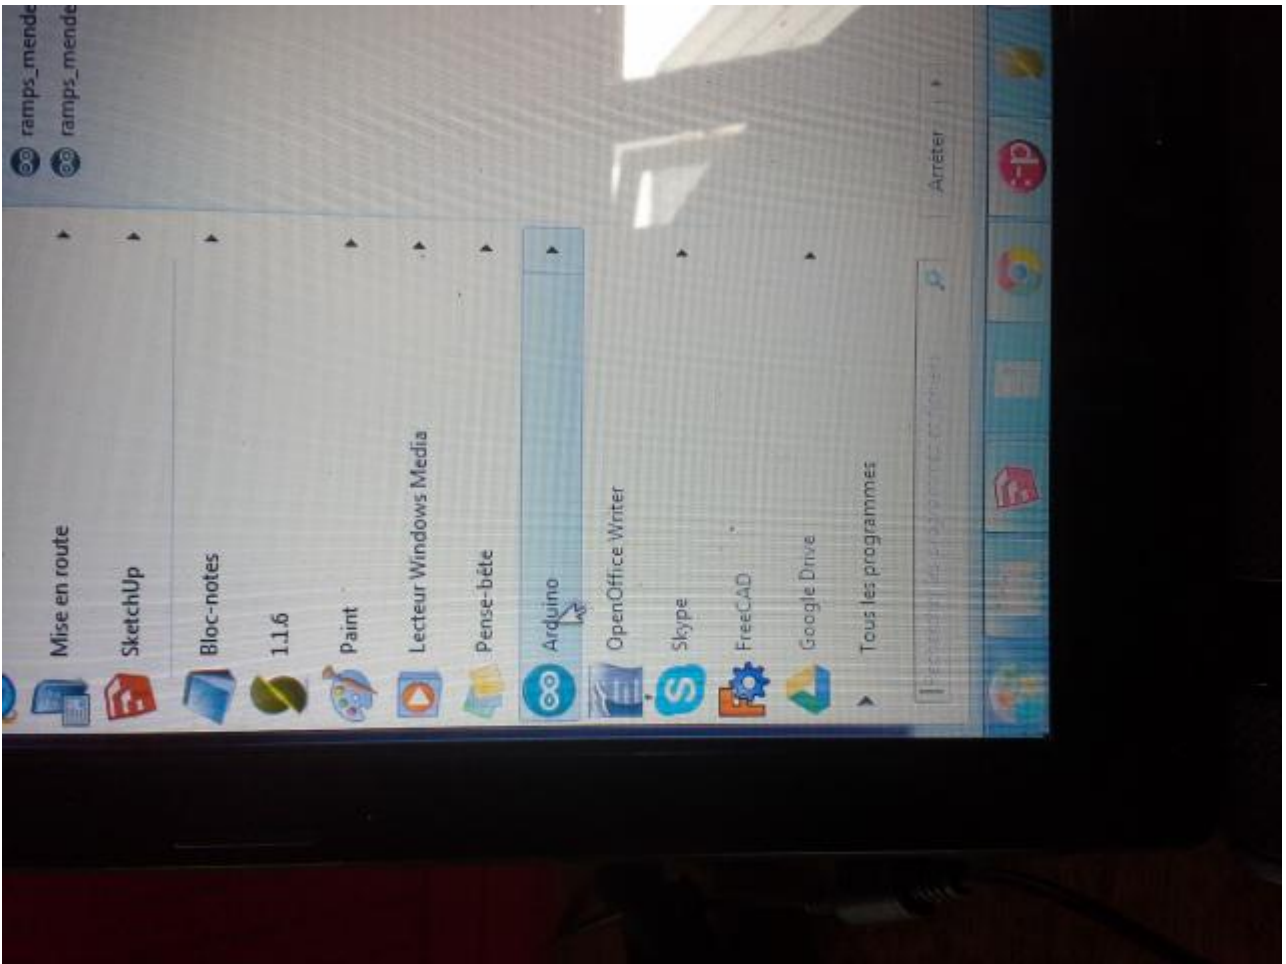 ramps_mende
ramps_mende
Mise en route
SketchUp
Bloc-notes
1.1.6
Paint
Lecteur Windows Media
Pense-bête
Arduino
OpenOffice Writer
Skype
FreeCAD
Google Drive
Tous les programmes
Arrêter